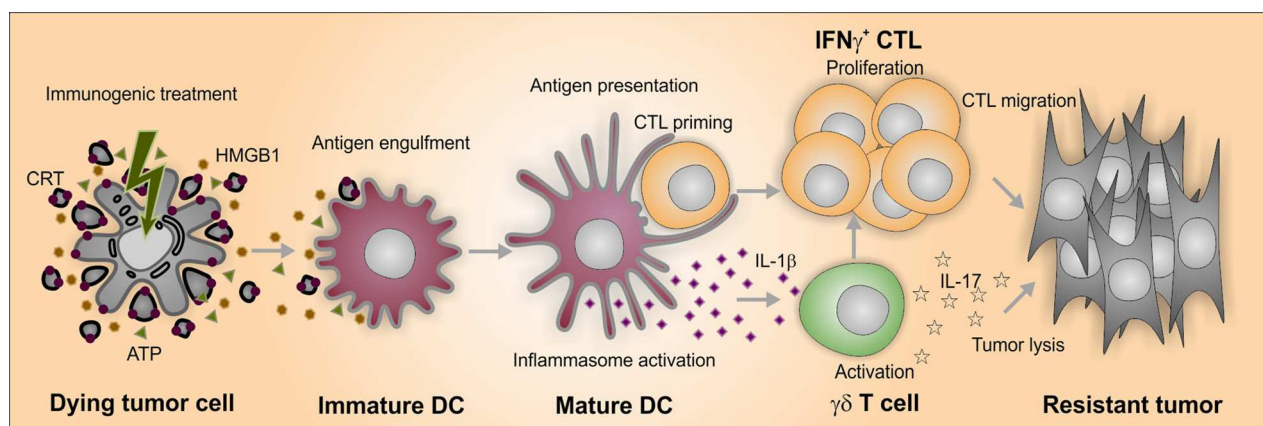 Immunogenic treatment
CRT
HMGB1
ATP
Dying tumor cell
Antigen engulfment
Immature DC
Antigen presentation
CTL priming
IL-1β
Inflammasome activation
Mature DC
IFNγ⁺ CTL
Proliferation
Activation
γδ T cell
CTL migration
IL-17
Tumor lysis
Resistant tumor